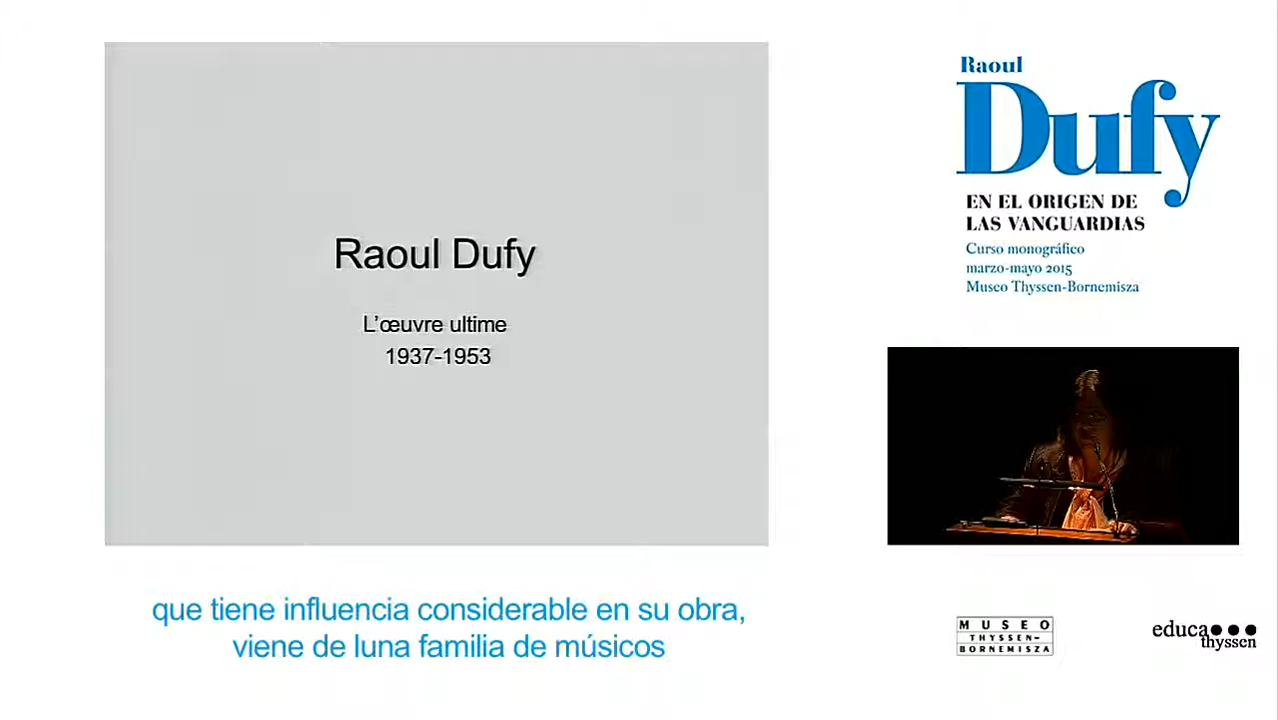 Raoul Dufy
L'œuvre ultime
1937-1953
que tiene influencia considerable en su obra,
viene de luna familia de músicos
Raoul
Dufy
EN EL ORIGEN DE
LAS VANGUARDIAS
Curso monográfico
marzo-mayo 2015
Museo Thyssen-Bornemisza
MUSEO
THYSSEN-
BORNEMISZA
educa
thyssen